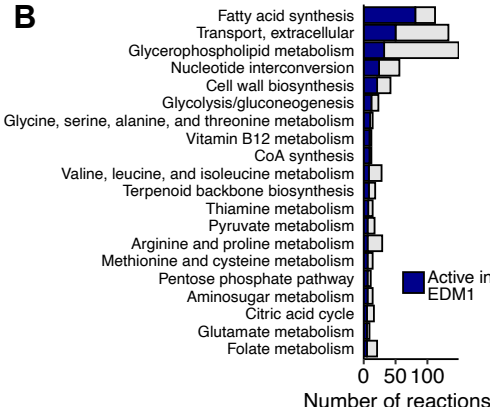 B
Fatty acid synthesis
Transport, extracellular
Glycerophospholipid metabolism
Nucleotide interconversion
Cell wall biosynthesis
Glycolysis/gluconeogenesis
Glycine, serine, alanine, and threonine metabolism
Vitamin B12 metabolism
CoA synthesis
Valine, leucine, and isoleucine metabolism
Terpenoid backbone biosynthesis
Thiamine metabolism
Pyruvate metabolism
Arginine and proline metabolism
Methionine and cysteine metabolism
Pentose phosphate pathway
Aminosugar metabolism
Citric acid cycle
Glutamate metabolism
Folate metabolism
Active in
EDM1
0 50 100
Number of reactions